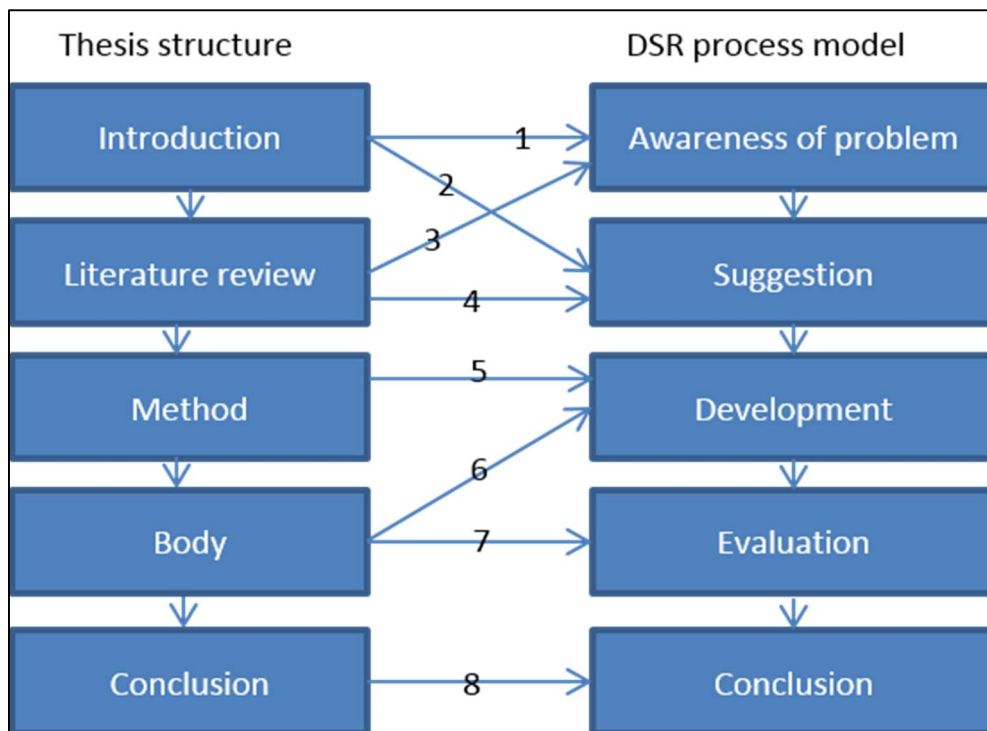 Thesis structure
DSR process model
Introduction
1
Awareness of problem
2
3
Literature review
4
Suggestion
Method
5
Development
6
Body
7
Evaluation
Conclusion
8
Conclusion